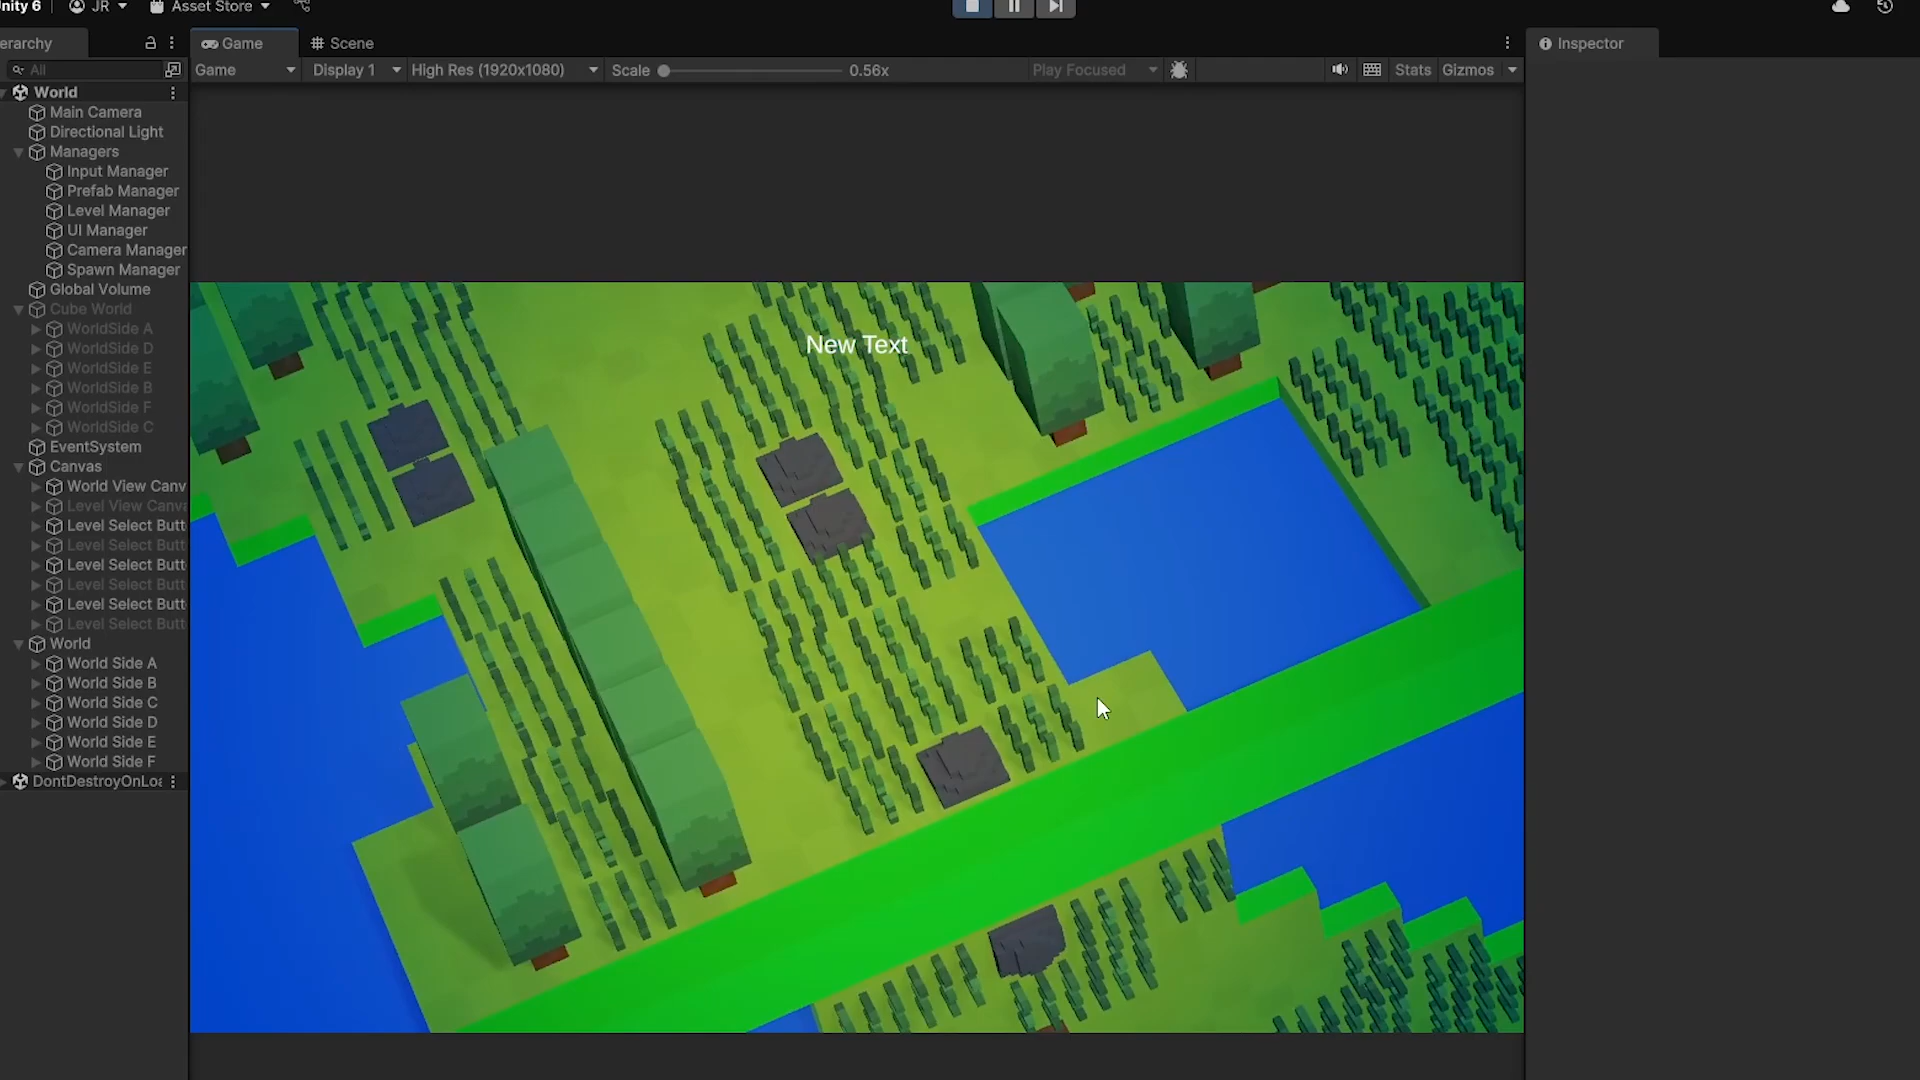 nity 6
JR
Asset Store
erarchy
Game
Scene
Inspector
All
Game
Display 1
High Res (1920x1080)
Scale
0.56x
Play Focused
Stats
Gizmos
World
Main Camera
Directional Light
Managers
Input Manager
Prefab Manager
Level Manager
UI Manager
Camera Manager
Spawn Manager
Global Volume
Cube World
WorldSide A
WorldSide D
WorldSide E
WorldSide B
WorldSide F
WorldSide C
EventSystem
Canvas
World View Canv
Level View Canva
Level Select Butt
Level Select Butt
Level Select Butt
Level Select Butt
Level Select Butt
Level Select Butt
World
World Side A
World Side B
World Side C
World Side D
World Side E
World Side F
DontDestroyOnLoa
New Text